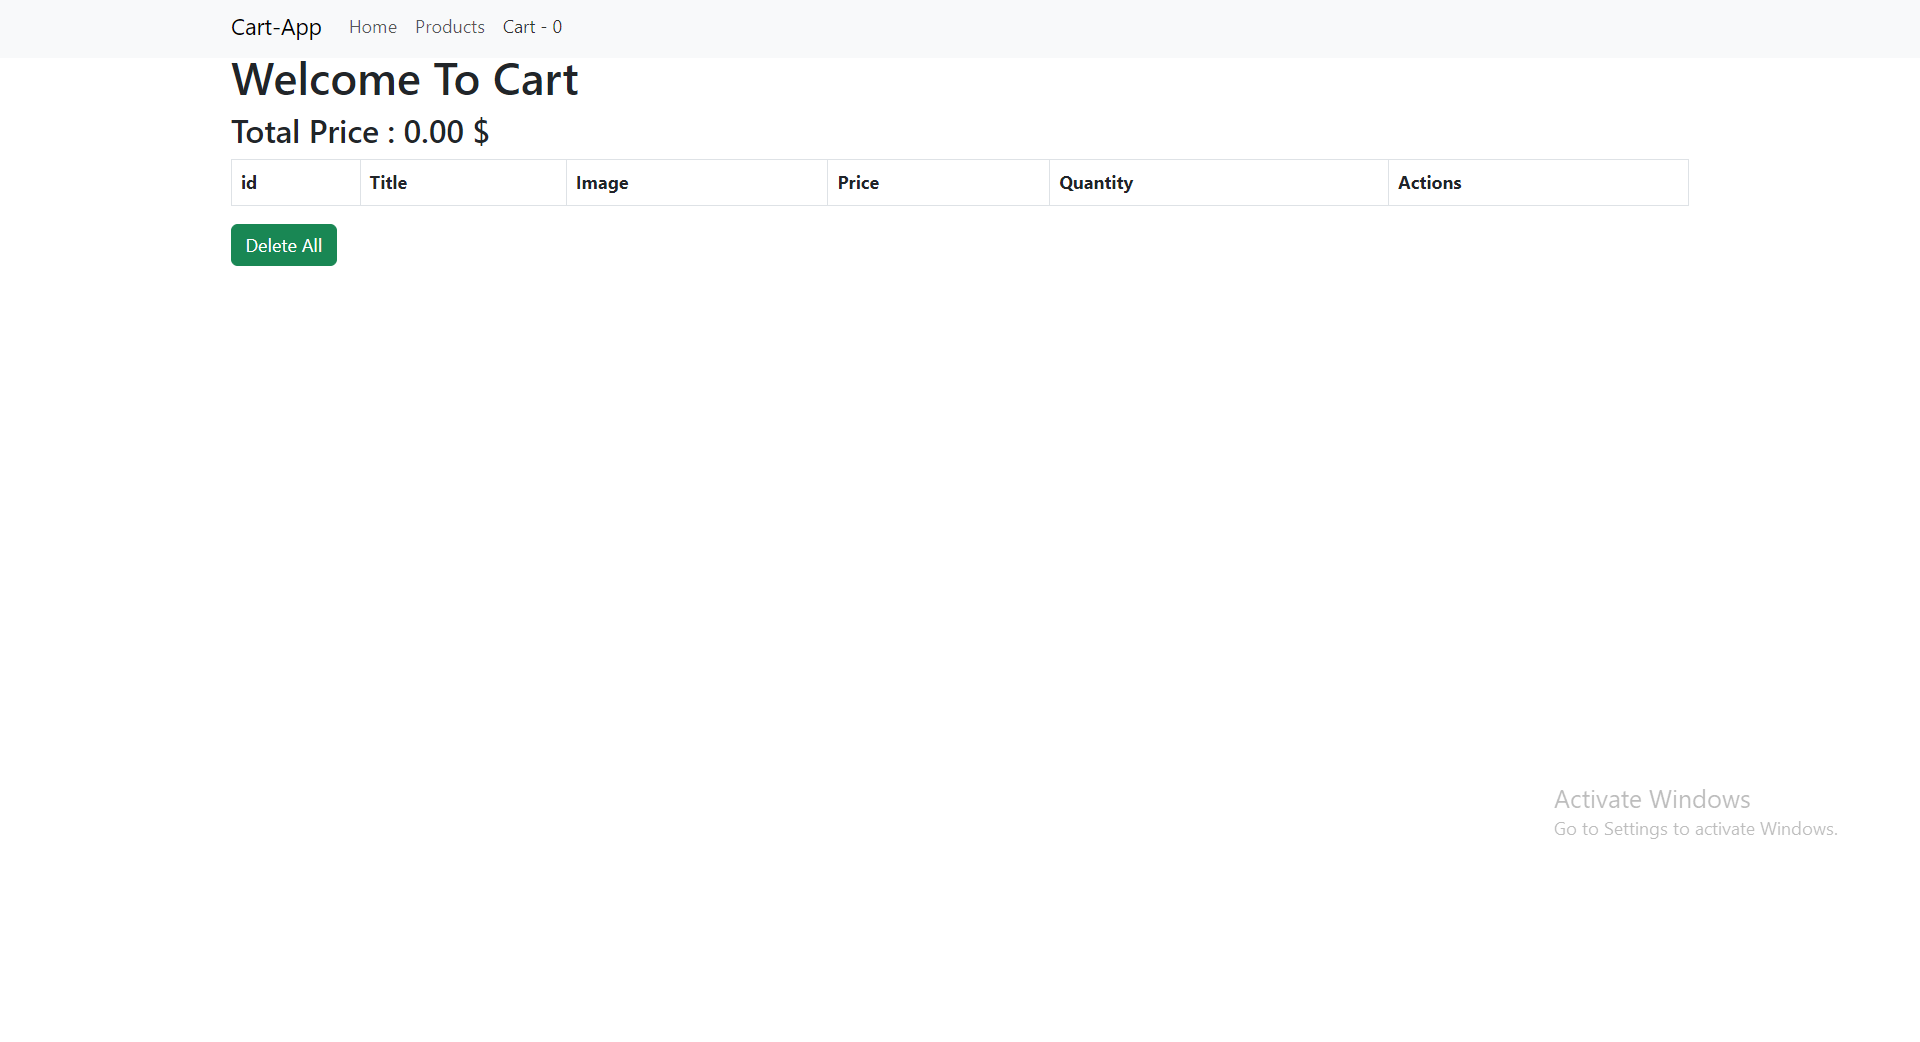 Cart-App Home Products Cart - 0
Welcome To Cart
Total Price : 0.00 $
id Title Image Price Quantity Actions
Delete All
Activate Windows
Go to Settings to activate Windows.